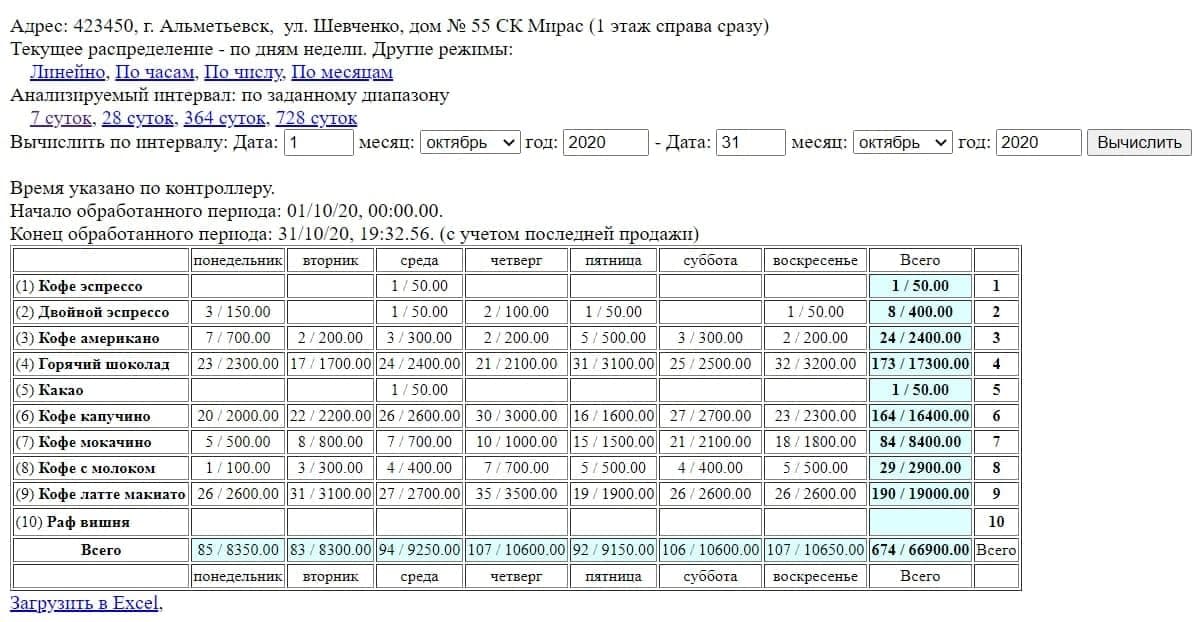 Адрес: 423450, г. Альметьевск, ул. Шевченко, дом № 55 СК Мирас (1 этаж справа сразу)
Текущее распределение - по дням недели. Другие режимы:
Линейно, По часам, По числу, По месяцам
Анализируемый интервал: по заданному диапазону
7 суток, 28 суток, 364 суток, 728 суток
Вычислить по интервалу: Дата: 1 месяц: октябрь год: 2020 - Дата: 31 месяц: октябрь год: 2020 Вычислить
Время указано по контроллеру.
Начало обработанного периода: 01/10/20, 00:00.00.
Конец обработанного периода: 31/10/20, 19:32.56. (с учетом последней продажи)
понедельник вторник среда четверг пятница суббота воскресенье Всего
(1) Кофе эспрессо 1 / 50.00 1 / 50.00 1
(2) Двойной эспрессо 3 / 150.00 1 / 50.00 2 / 100.00 1 / 50.00 1 / 50.00 8 / 400.00 2
(3) Кофе американо 7 / 700.00 2 / 200.00 3 / 300.00 2 / 200.00 5 / 500.00 3 / 300.00 2 / 200.00 24 / 2400.00 3
(4) Горячий шоколад 23 / 2300.00 17 / 1700.00 24 / 2400.00 21 / 2100.00 31 / 3100.00 25 / 2500.00 32 / 3200.00 173 / 17300.00 4
(5) Какао 1 / 50.00 1 / 50.00 5
(6) Кофе капучино 20 / 2000.00 22 / 2200.00 26 / 2600.00 30 / 3000.00 16 / 1600.00 27 / 2700.00 23 / 2300.00 164 / 16400.00 6
(7) Кофе мокачино 5 / 500.00 8 / 800.00 7 / 700.00 10 / 1000.00 15 / 1500.00 21 / 2100.00 18 / 1800.00 84 / 8400.00 7
(8) Кофе с молоком 1 / 100.00 3 / 300.00 4 / 400.00 7 / 700.00 5 / 500.00 4 / 400.00 5 / 500.00 29 / 2900.00 8
(9) Кофе латте макиато 26 / 2600.00 31 / 3100.00 27 / 2700.00 35 / 3500.00 19 / 1900.00 26 / 2600.00 26 / 2600.00 190 / 19000.00 9
(10) Раф вишня 10
Всего 85 / 8350.00 83 / 8300.00 94 / 9250.00 107 / 10600.00 92 / 9150.00 106 / 10600.00 107 / 10650.00 674 / 66900.00 Всего
понедельник вторник среда четверг пятница суббота воскресенье Всего
Загрузить в Excel,